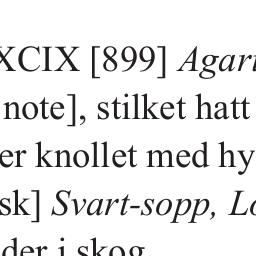 XCIX [899] Agari
note], stilket hatt
er knollet med hy
sk] Svart-sopp, Lo
der i skog